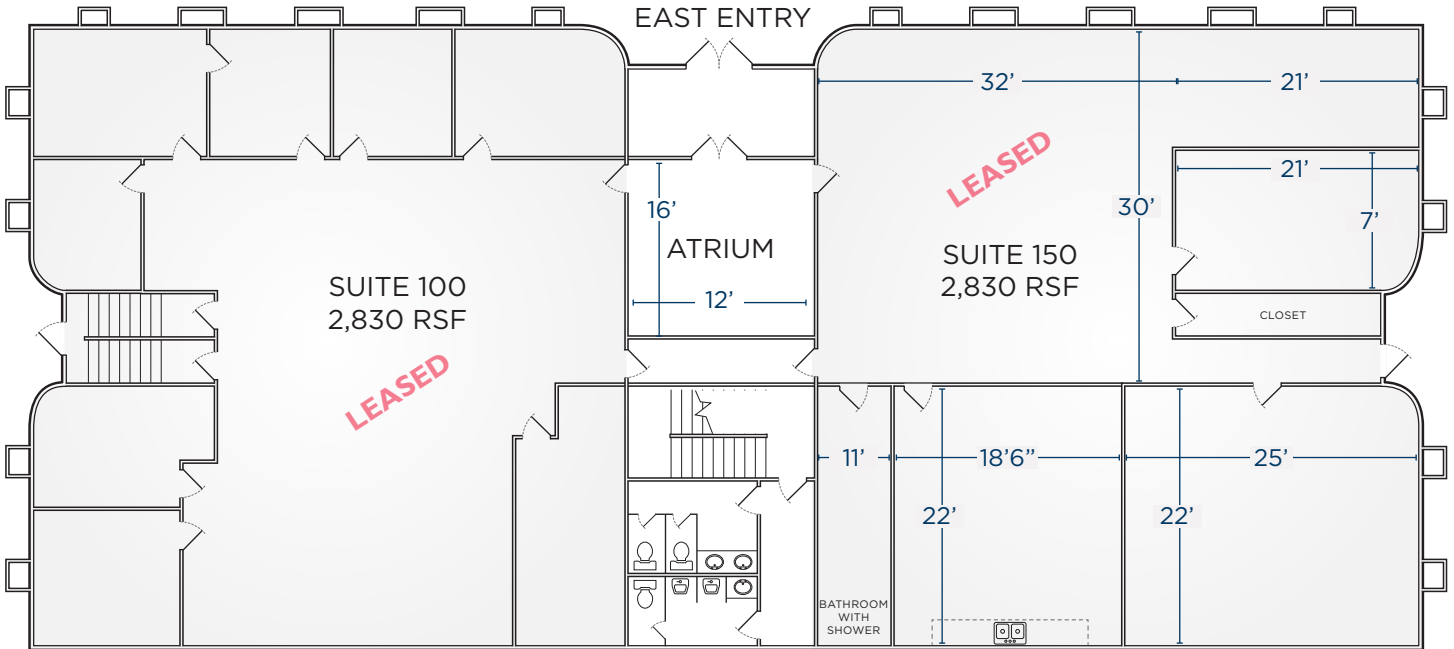 EAST ENTRY
32’
21’
LEASED
21’
16’
30’
7’
ATRIUM
SUITE 150
2,830 RSF
SUITE 100
2,830 RSF
12’
CLOSET
LEASED
11’
18’6”
25’
22’
22’
BATHROOM
WITH
SHOWER